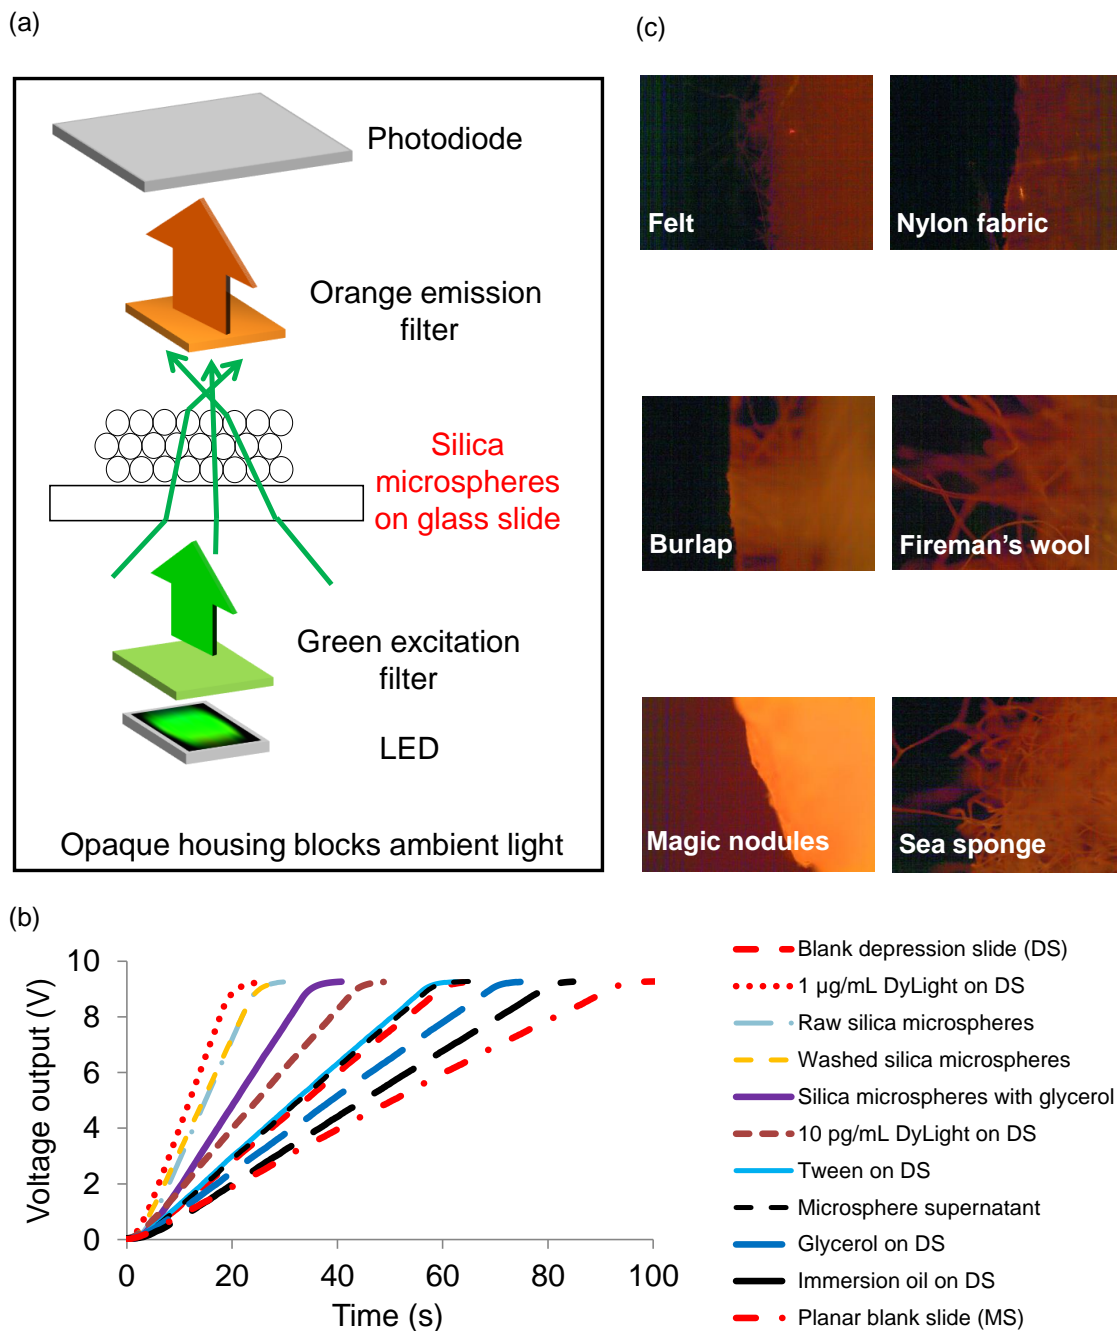 (a)
Photodiode
Orange emission
filter
Silica
microspheres
on glass slide
Green excitation
filter
LED
Opaque housing blocks ambient light
(c)
Felt
Nylon fabric
Burlap
Fireman's wool
Magic nodules
Sea sponge
(b)
Voltage output (V)
10
8
6
4
2
0
0 20 40 60 80 100
Time (s)
Blank depression slide (DS)
1 µg/mL DyLight on DS
Raw silica microspheres
Washed silica microspheres
Silica microspheres with glycerol
10 pg/mL DyLight on DS
Tween on DS
Microsphere supernatant
Glycerol on DS
Immersion oil on DS
Planar blank slide (MS)